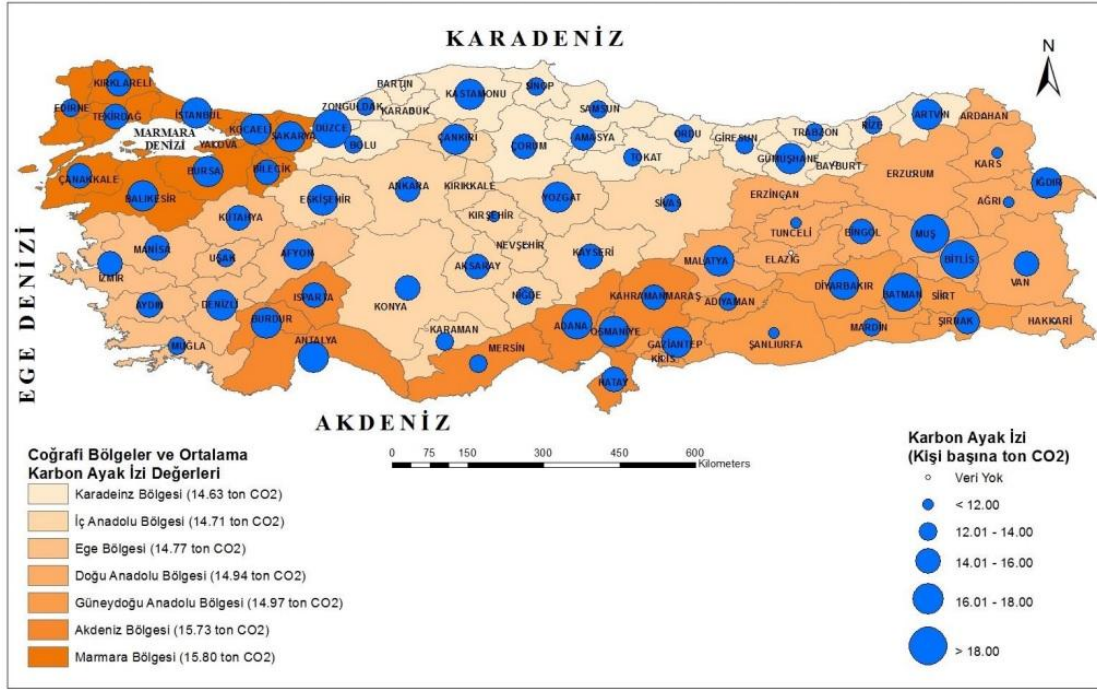 KARADENİZ
N
KIRKLARELİ
EDİRNE
TEKİRDAĞ
İSTANBUL
MARMARA
DENİZİ
YALOVA
KOCAELİ
SAKARYA
DÜZCE
BOLU
ZONGULDAK
BARTIN
KARABÜK
KASTAMONU
SİNOP
SAMSUN
ÇANKIRI
ÇORUM
AMASYA
TOKAT
ORDU
GİRESUN
TRABZON
GÜMÜŞHANE
BAYBURT
RİZE
ARTVİN
ARDAHAN
KARS
IĞDIR
AĞRI
ERZURUM
ERZİNCAN
ÇANAKKALE
BALIKESİR
BURSA
BİLECİK
ESKİŞEHİR
ANKARA
KIRIKKALE
YOZGAT
SİVAS
KIRŞEHİR
NEVŞEHİR
KAYSERİ
AKSARAY
NİĞDE
KONYA
KARAMAN
KÜTAHYA
MANİSA
UŞAK
AFYON
İZMİR
AYDIN
DENİZLİ
MUĞLA
ISPARTA
BURDUR
ANTALYA
MERSİN
ADANA
OSMANİYE
KAHRAMANMARAŞ
HATAY
GAZİANTEP
KİLİS
ADIYAMAN
MALATYA
TUNCELİ
ELAZIĞ
BİNGÖL
MUŞ
BİTLİS
VAN
DİYARBAKIR
BATMAN
SİİRT
ŞANLIURFA
MARDİN
ŞIRNAK
HAKKARİ
EGE DENİZİ
AKDENİZ
0 75 150 300 450 600
Kilometers
Coğrafi Bölgeler ve Ortalama
Karbon Ayak İzi Değerleri
Karadeinz Bölgesi (14.63 ton CO2)
İç Anadolu Bölgesi (14.71 ton CO2)
Ege Bölgesi (14.77 ton CO2)
Doğu Anadolu Bölgesi (14.94 ton CO2)
Güneydoğu Anadolu Bölgesi (14.97 ton CO2)
Akdeniz Bölgesi (15.73 ton CO2)
Marmara Bölgesi (15.80 ton CO2)
Karbon Ayak İzi
(Kişi başına ton CO2)
Veri Yok
< 12.00
12.01 - 14.00
14.01 - 16.00
16.01 - 18.00
> 18.00